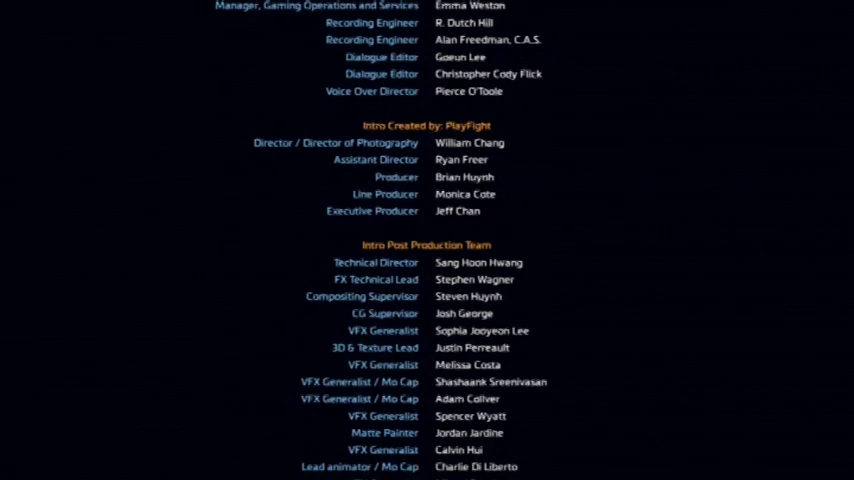 Manager, Gaming Operations and Services Emma Weston
Recording Engineer R. Dutch Hill
Recording Engineer Alan Freedman, C.A.S.
Dialogue Editor Goeun Lee
Dialogue Editor Christopher Cody Flick
Voice Over Director Pierce O'Toole
Intro Created by: PlayFight
Director / Director of Photography William Chang
Assistant Director Ryan Freer
Producer Brian Huynh
Line Producer Monica Cote
Executive Producer Jeff Chan
Intro Post Production Team
Technical Director Sang Hoon Hwang
FX Technical Lead Stephen Wagner
Compositing Supervisor Steven Huynh
CG Supervisor Josh George
VFX Generalist Sophia Jooyeon Lee
3D & Texture Lead Justin Perreault
VFX Generalist Melissa Costa
VFX Generalist / Mo Cap Shashaank Sreenivasan
VFX Generalist / Mo Cap Adam Coliver
VFX Generalist Spencer Wyatt
Matte Painter Jordan Jardine
VFX Generalist Calvin Hui
Lead animator / Mo Cap Charlie Di Liberto